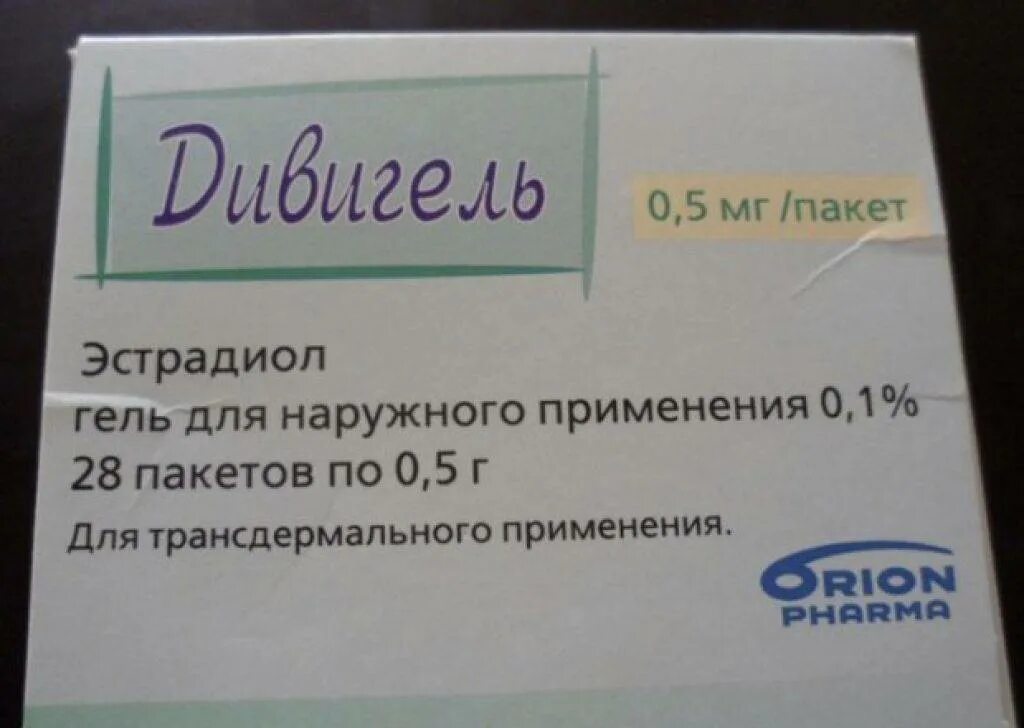 Дивигель
0,5 мг/пакет
Эстрадиол
гель для наружного применения 0,1%
28 пакетов по 0,5 г
Для трансдермального применения.
ORION
PHARMA